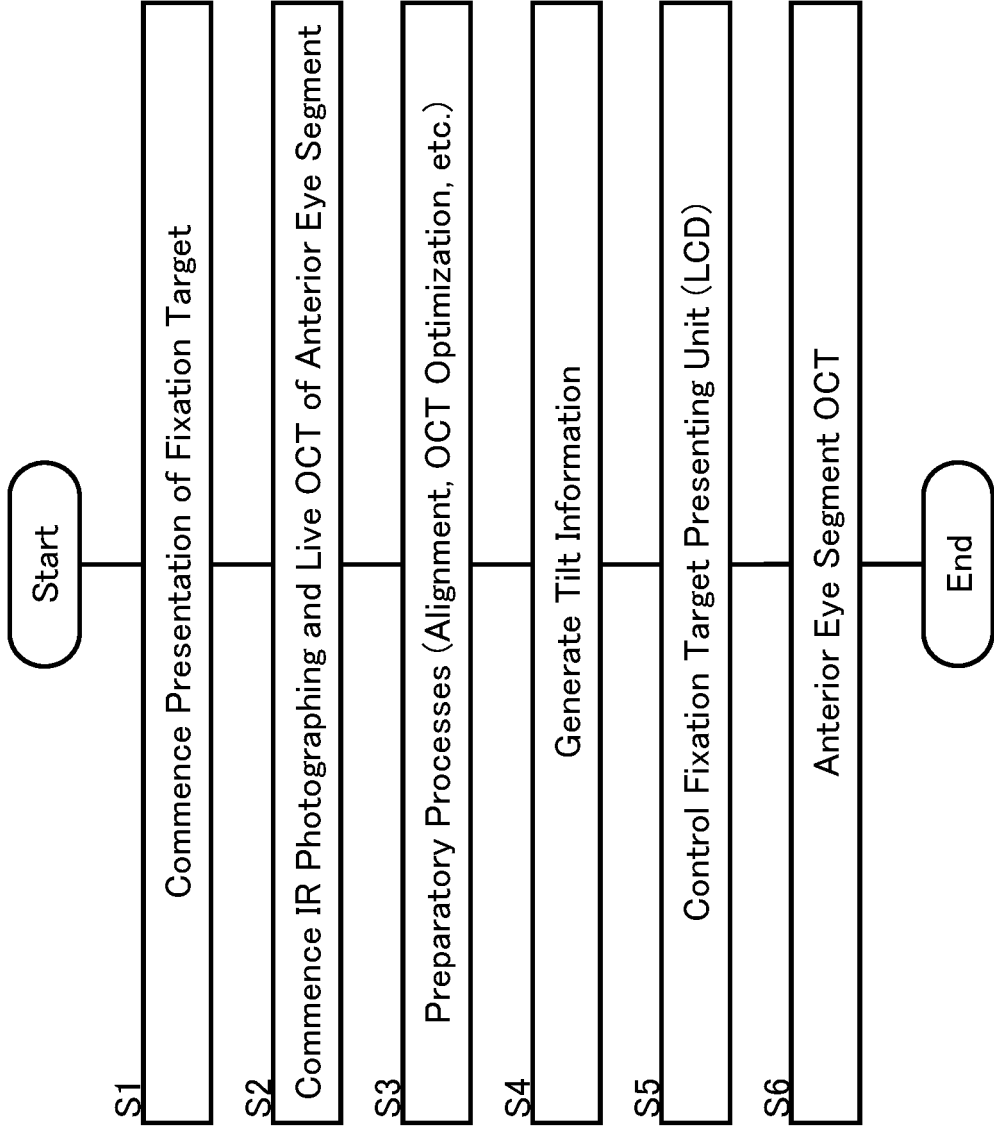 Start
S1
Commence Presentation of Fixation Target
S2
Commence IR Photographing and Live OCT of Anterior Eye Segment
S3
Preparatory Processes (Alignment, OCT Optimization, etc.)
S4
Generate Tilt Information
S5
Control Fixation Target Presenting Unit (LCD)
S6
Anterior Eye Segment OCT
End